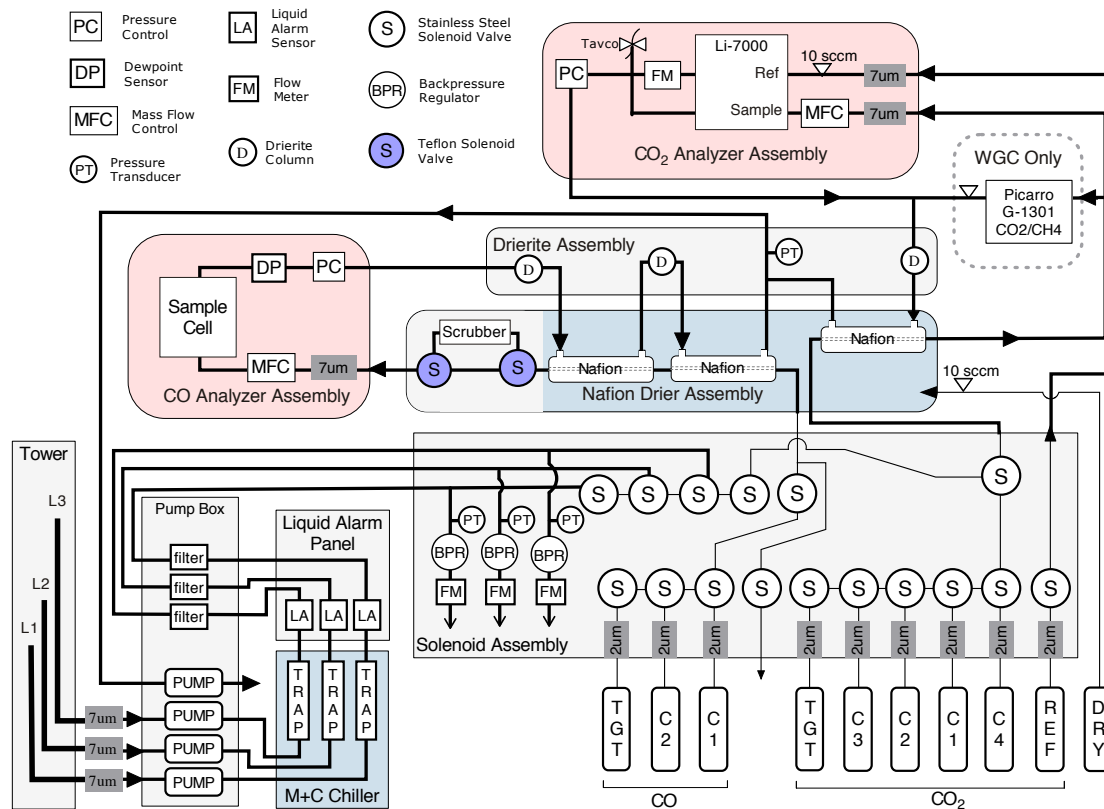 PC
Pressure
Control
LA
Liquid
Alarm
Sensor
S
Stainless Steel
Solenoid Valve
DP
Dewpoint
Sensor
FM
Flow
Meter
BPR
Backpressure
Regulator
MFC
Mass Flow
Control
D
Drierite
Column
S
Teflon Solenoid
Valve
PT
Pressure
Transducer
Tavco
Li-7000
10 sccm
PC
FM
Ref
7um
Sample
MFC
7um
CO2 Analyzer Assembly
WGC Only
Picarro
G-1301
CO2/CH4
Drierite Assembly
PT
D
D
D
DP
PC
Sample
Cell
MFC
7um
CO Analyzer Assembly
Scrubber
S
S
Nafion
Nafion
Nafion
Nafion Drier Assembly
10 sccm
Tower
L3
L2
L1
Pump Box
filter
filter
filter
PUMP
PUMP
PUMP
PUMP
7um
7um
7um
Liquid Alarm
Panel
LA
LA
LA
TRAP
TRAP
TRAP
M+C Chiller
S
S
S
S
S
S
PT
PT
PT
BPR
BPR
BPR
FM
FM
FM
Solenoid Assembly
S
S
S
S
S
S
S
S
S
S
2um
2um
2um
2um
2um
2um
2um
2um
2um
TGT
C2
C1
TGT
C3
C2
C1
C4
REF
DRY
CO
CO2